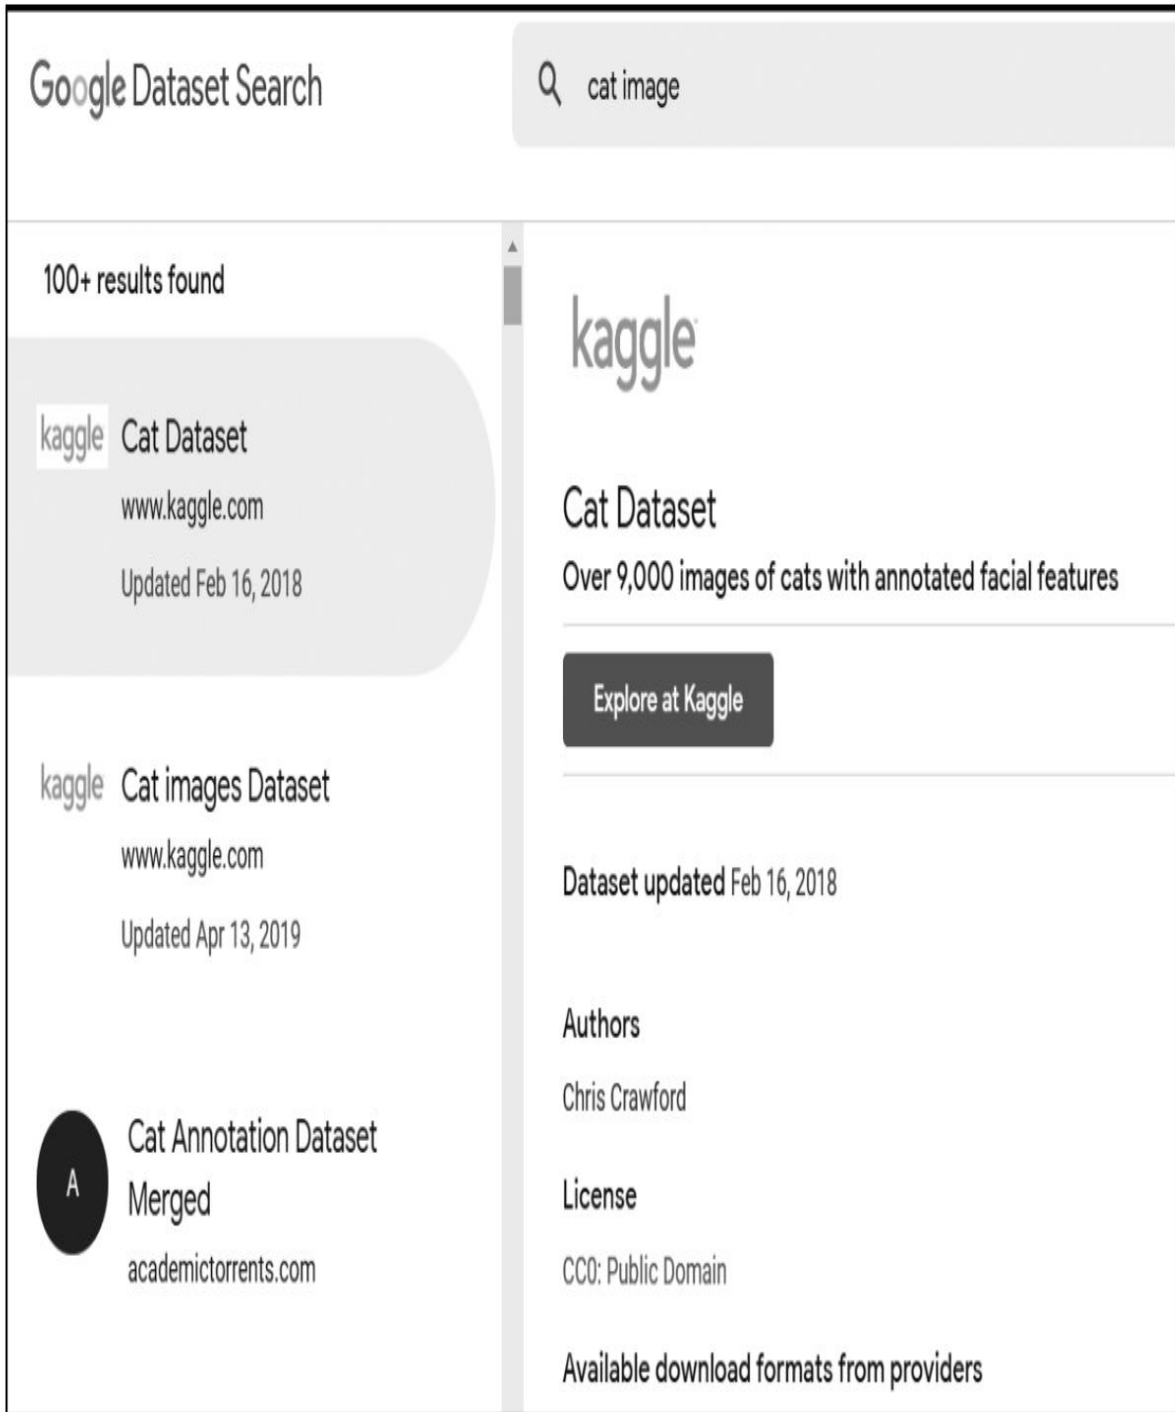 Google Dataset Search
cat image
100+ results found
kaggle
Cat Dataset
www.kaggle.com
Updated Feb 16, 2018
kaggle
Cat images Dataset
www.kaggle.com
Updated Apr 13, 2019
A
Cat Annotation Dataset
Merged
academictorrents.com
kaggle
Cat Dataset
Over 9,000 images of cats with annotated facial features
Explore at Kaggle
Dataset updated Feb 16, 2018
Authors
Chris Crawford
License
CC0: Public Domain
Available download formats from providers